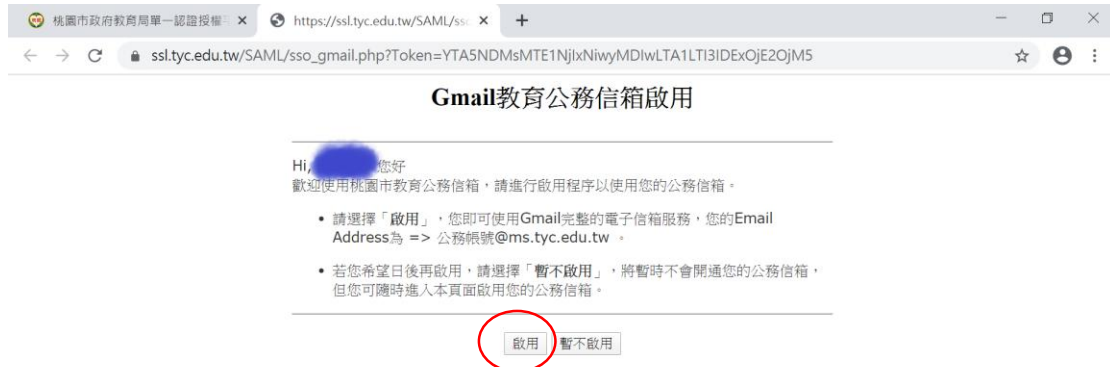 桃園市政府教育局單一認證授權
https://ssl.tyc.edu.tw/SAML/sso
ssl.tyc.edu.tw/SAML/sso_gmail.php?Token=YTA5NDMsMTE1NjIxNiwyMDIwLTA1LTI3IDExOjE2OjM5
Gmail教育公務信箱啟用
Hi, 您好
歡迎使用桃園市教育公務信箱，請進行啟用程序以使用您的公務信箱。
• 請選擇「啟用」，您即可使用Gmail完整的電子信箱服務，您的Email
Address為 => 公務帳號@ms.tyc.edu.tw 。
• 若您希望日後再啟用，請選擇「暫不啟用」，將暫時不會開通您的公務信箱，
但您可隨時進入本頁面啟用您的公務信箱。
啟用 暫不啟用